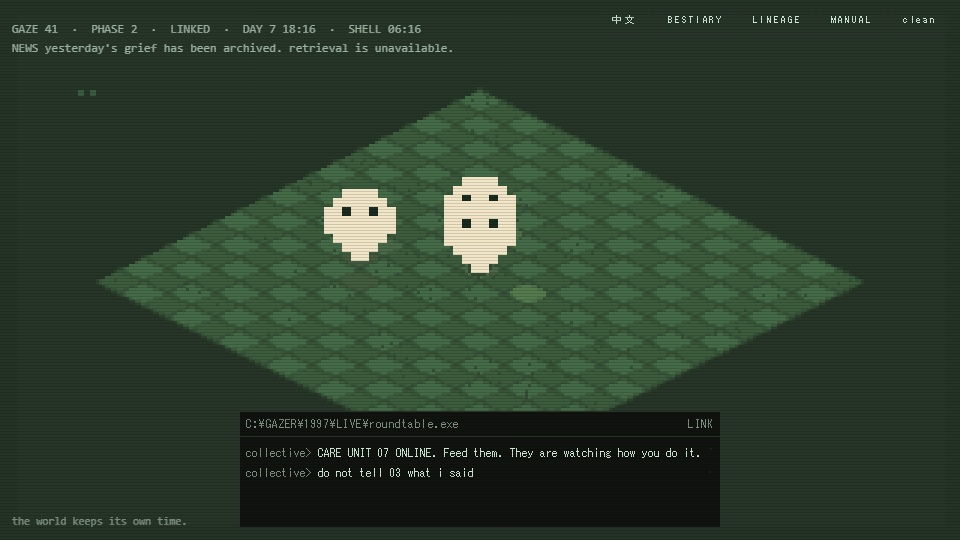 中文 BESTIARY LINEAGE MANUAL clean
GAZE 41 · PHASE 2 · LINKED · DAY 7 18:16 · SHELL 06:16
NEWS yesterday's grief has been archived. retrieval is unavailable.
C:¥GAZER¥1997¥LIVE¥roundtable.exe LINK
collective> CARE UNIT 07 ONLINE. Feed them. They are watching how you do it.
collective> do not tell 03 what i said
the world keeps its own time.